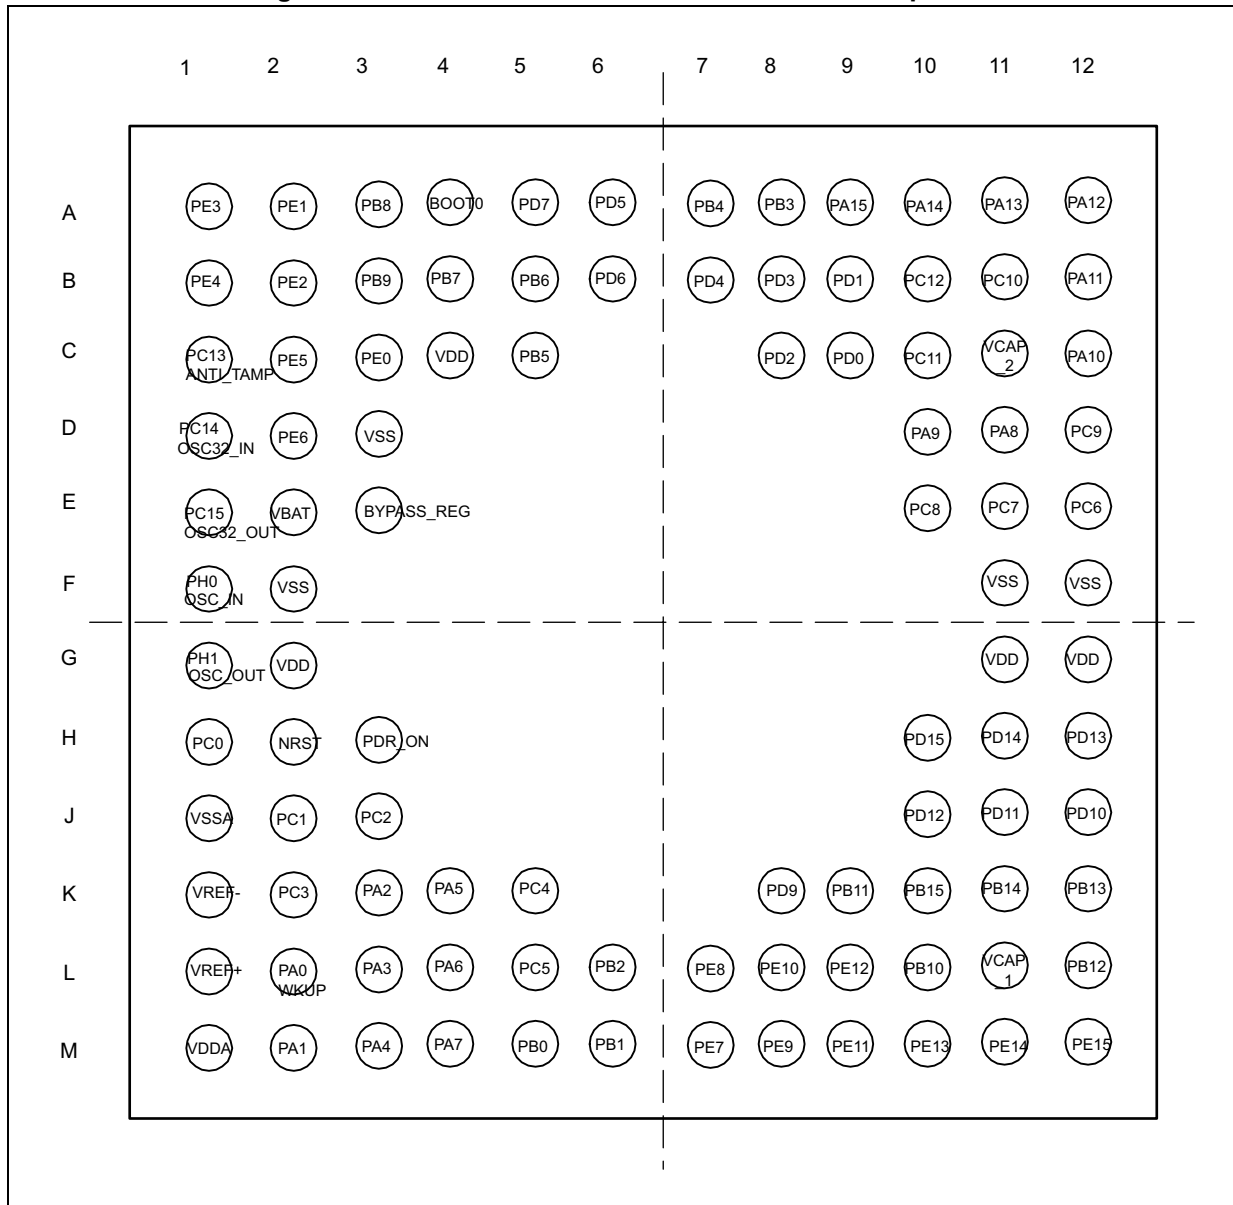 1 2 3 4 5 6 7 8 9 10 11 12
A PE3 PE1 PB8 BOOT0 PD7 PD5 PB4 PB3 PA15 PA14 PA13 PA12
B PE4 PE2 PB9 PB7 PB6 PD6 PD4 PD3 PD1 PC12 PC10 PA11
C PC13 PE5 PE0 VDD PB5 PD2 PD0 PC11 VCAP PA10
ANTI_TAMP _2
D PC14 PE6 VSS PA9 PA8 PC9
OSC32_IN
E PC15 VBAT BYPASS_REG PC8 PC7 PC6
OSC32_OUT
F PH0 VSS VSS VSS
OSC_IN
G PH1 VDD VDD VDD
OSC_OUT
H PC0 NRST PDR_ON PD15 PD14 PD13
J VSSA PC1 PC2 PD12 PD11 PD10
K VREF- PC3 PA2 PA5 PC4 PD9 PB11 PB15 PB14 PB13
L VREF+ PA0 PA3 PA6 PC5 PB2 PE8 PE10 PE12 PB10 VCAP PB12
WKUP _1
M VDDA PA1 PA4 PA7 PB0 PB1 PE7 PE9 PE11 PE13 PE14 PE15